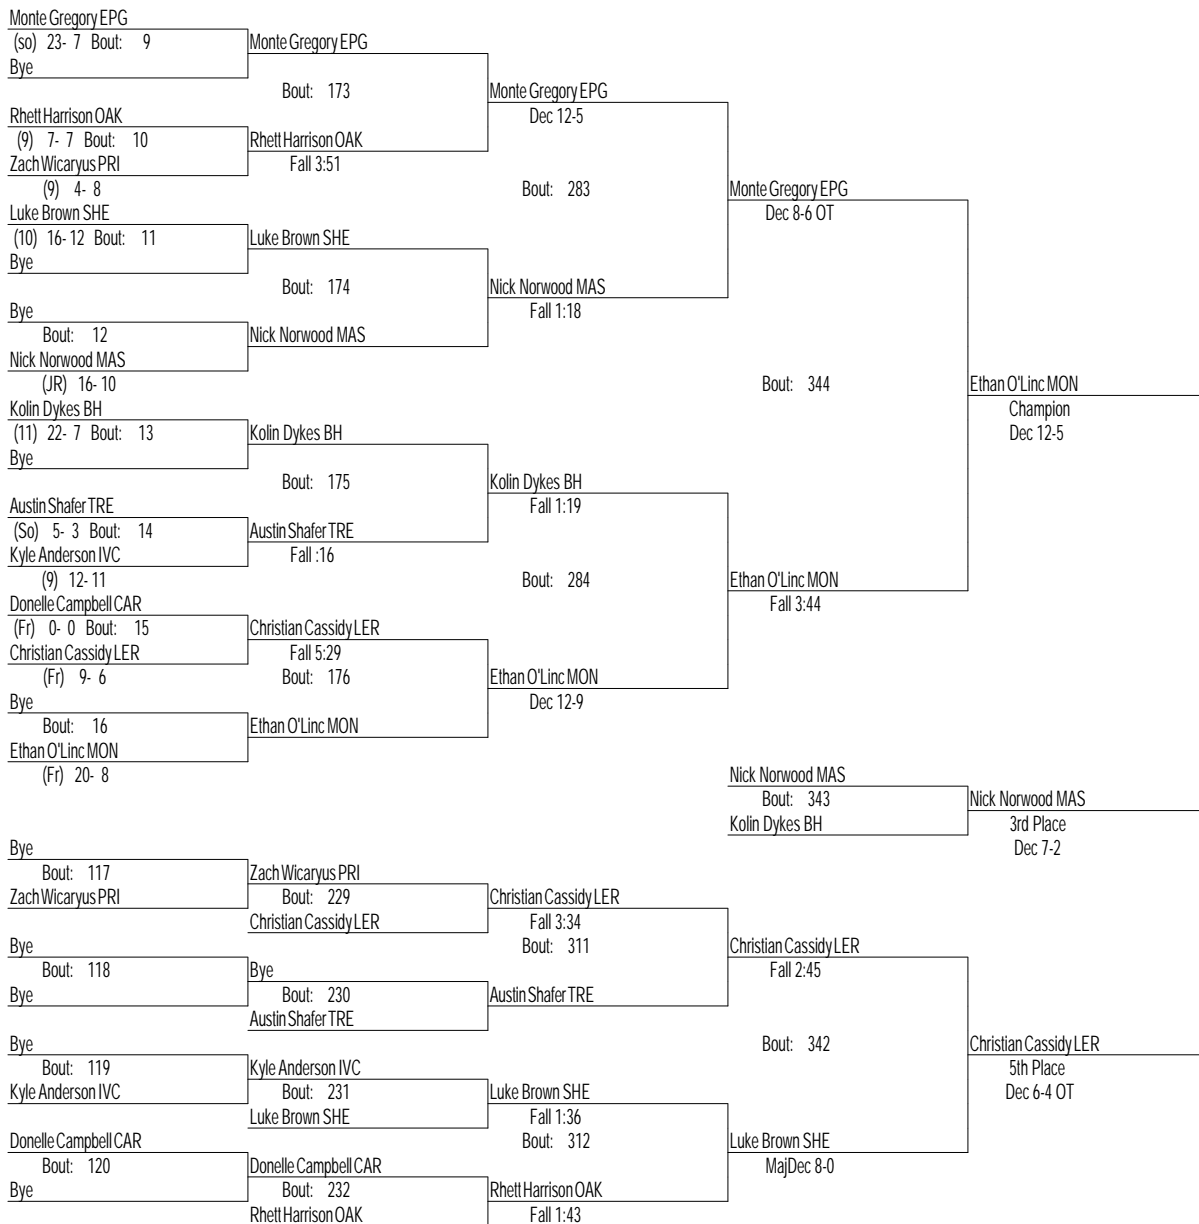 Monte Gregory EPG
(so) 23- 7 Bout: 9
Monte Gregory EPG
Bye
Bout: 173
Monte Gregory EPG
Rhett Harrison OAK
Dec 12-5
(9) 7- 7 Bout: 10
Rhett Harrison OAK
Zach Wicaryus PRI
Fall 3:51
(9) 4- 8
Bout: 283
Monte Gregory EPG
Luke Brown SHE
Dec 8-6 OT
(10) 16- 12 Bout: 11
Luke Brown SHE
Bye
Bout: 174
Nick Norwood MAS
Bye
Fall 1:18
Bout: 12
Nick Norwood MAS
Nick Norwood MAS
(JR) 16- 10
Bout: 344
Ethan O'Linc MON
Kolin Dykes BH
Champion
(11) 22- 7 Bout: 13
Kolin Dykes BH
Dec 12-5
Bye
Bout: 175
Kolin Dykes BH
Austin Shafer TRE
Fall 1:19
(So) 5- 3 Bout: 14
Austin Shafer TRE
Kyle Anderson IVC
Fall :16
(9) 12- 11
Bout: 284
Ethan O'Linc MON
Donelle Campbell CAR
Fall 3:44
(Fr) 0- 0 Bout: 15
Christian Cassidy LER
Christian Cassidy LER
Fall 5:29
(Fr) 9- 6
Bout: 176
Ethan O'Linc MON
Bye
Dec 12-9
Bout: 16
Ethan O'Linc MON
Ethan O'Linc MON
(Fr) 20- 8
Nick Norwood MAS
Bout: 343
Nick Norwood MAS
Kolin Dykes BH
3rd Place
Dec 7-2
Bye
Bout: 117
Zach Wicaryus PRI
Zach Wicaryus PRI
Bout: 229
Christian Cassidy LER
Christian Cassidy LER
Fall 3:34
Bye
Bout: 311
Christian Cassidy LER
Bout: 118
Bye
Fall 2:45
Bye
Bout: 230
Austin Shafer TRE
Austin Shafer TRE
Bye
Bout: 342
Christian Cassidy LER
Bout: 119
Kyle Anderson IVC
5th Place
Kyle Anderson IVC
Bout: 231
Luke Brown SHE
Dec 6-4 OT
Luke Brown SHE
Fall 1:36
Donelle Campbell CAR
Bout: 312
Luke Brown SHE
Bout: 120
Donelle Campbell CAR
MajDec 8-0
Bye
Bout: 232
Rhett Harrison OAK
Rhett Harrison OAK
Fall 1:43